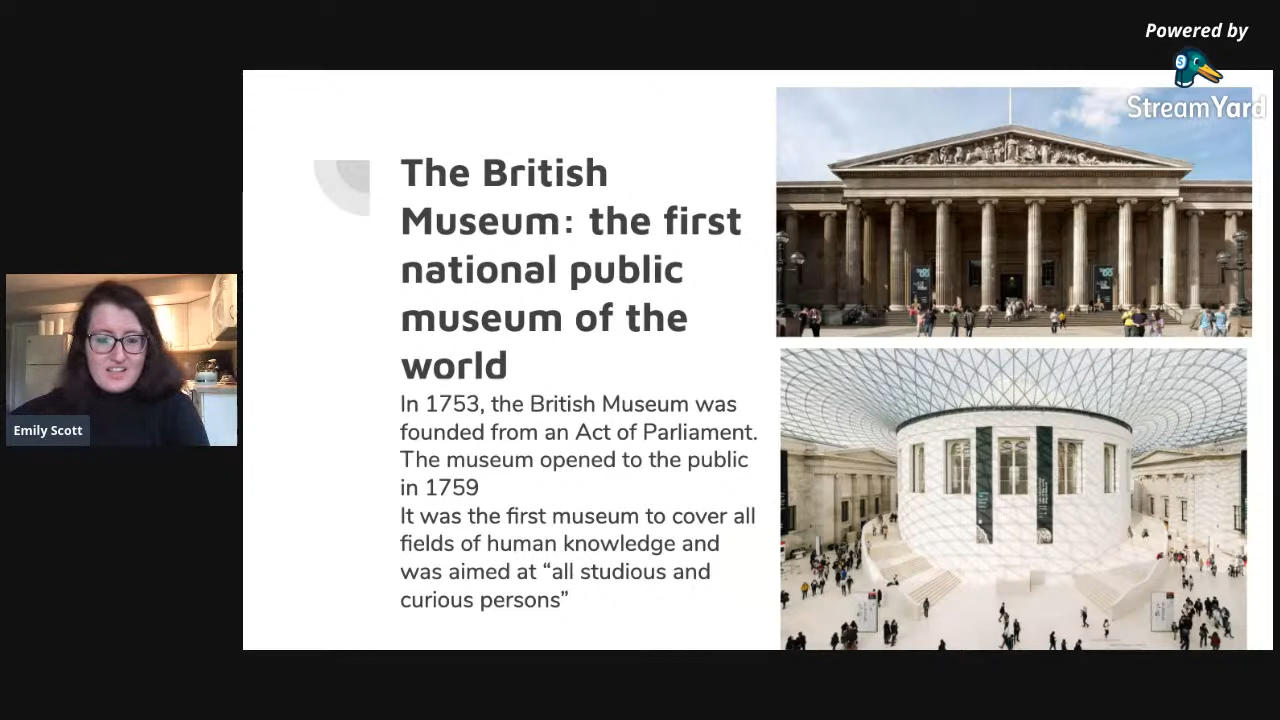 Powered by
StreamYard
The British
Museum: the first
national public
museum of the
world
In 1753, the British Museum was
founded from an Act of Parliament.
The museum opened to the public
in 1759
It was the first museum to cover all
fields of human knowledge and
was aimed at “all studious and
curious persons”
Emily Scott